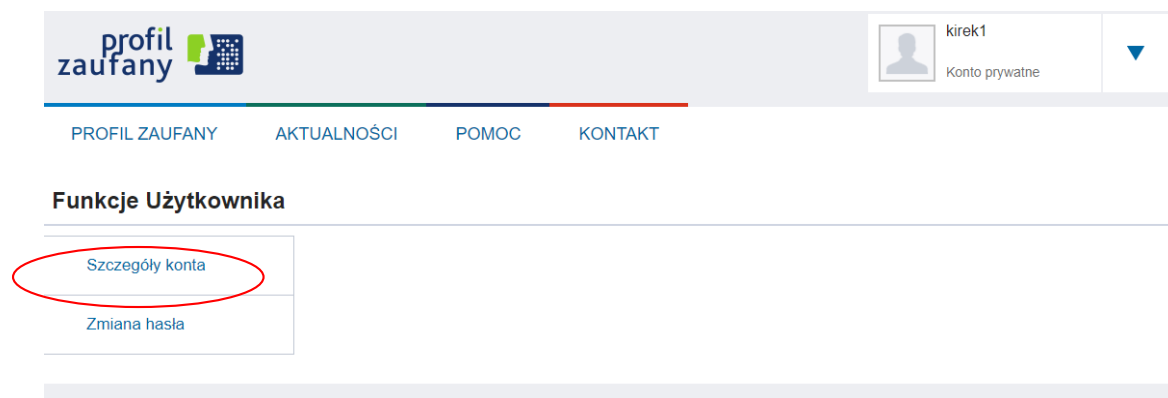 profil
zaufany
kirek1
Konto prywatne
PROFIL ZAUFANY AKTUALNOŚCI POMOC KONTAKT
Funkcje Użytkownika
Szczegóły konta
Zmiana hasła